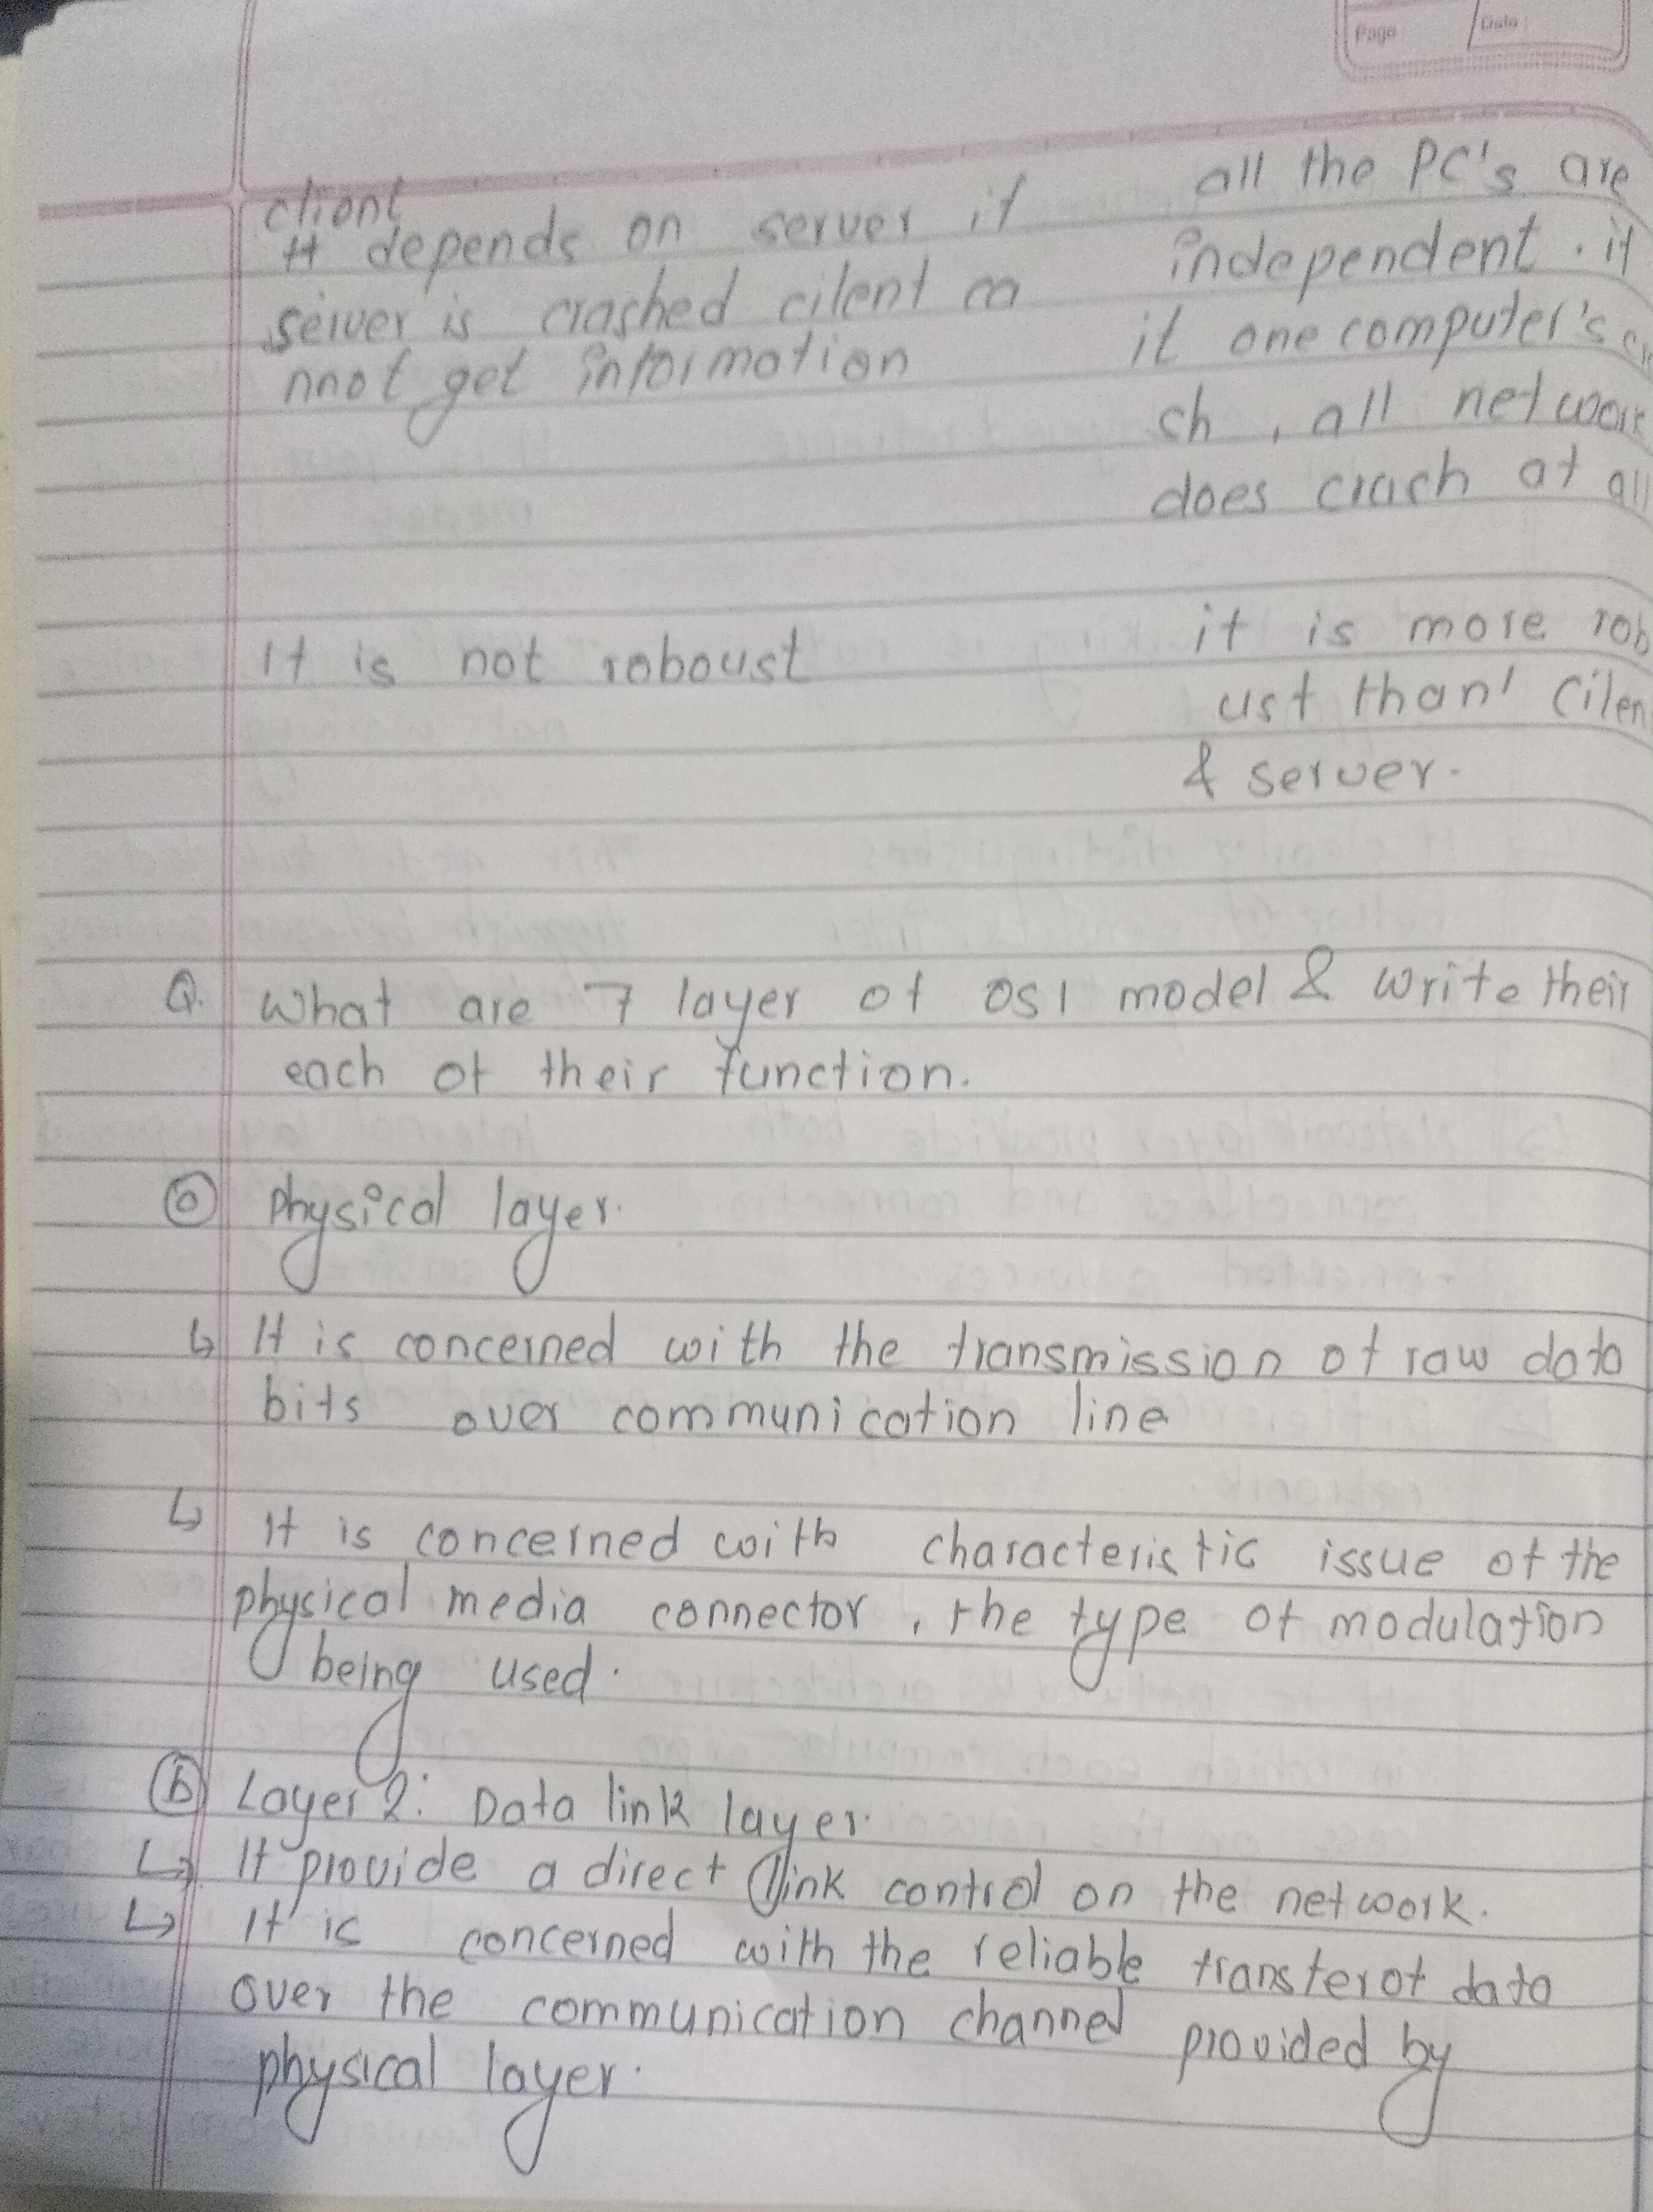 Page Date
client
It depends on server if
server is crashed cilent ca
nnot get information
all the PC's are
independent. if
if one computer's
ch, all network
does crach at all
It is not roboust
it is more rob
ust than cilen
& server.
Q. What are 7 layer of OSI model & write their
each of their function.
a physical layer.
↳ It is concerned with the transmission of raw data
bits over communication line
↳ It is concerned with characteristic issue of the
physical media connector, the type of modulation
being used.
b Layer 2: Data link layer.
↳ It provide a direct link control on the network.
↳ It is concerned with the reliable transfer of data
over the communication channel provided by
physical layer.